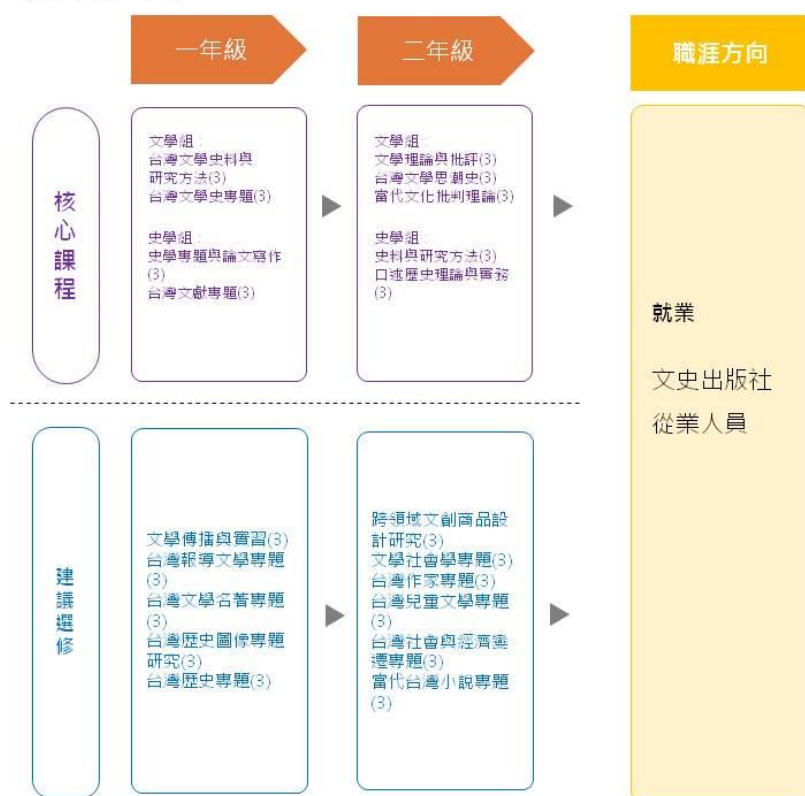 一年級
二年級
職涯方向
核心課程
文學組：
台灣文學史料與
研究方法(3)
台灣文學史專題(3)
史學組：
史學專題與論文寫作
(3)
台灣文獻專題(3)
文學組：
文學理論與批評(3)
台灣文學思潮史(3)
當代文化批判理論(3)
史學組：
史料與研究方法(3)
口述歷史理論與實務
(3)
就業
文史出版社
從業人員
建議選修
文學傳播與實習(3)
台灣報導文學專題
(3)
台灣文學名著專題
(3)
台灣歷史圖像專題
研究(3)
台灣歷史專題(3)
跨領域文創商品設
計研究(3)
文學社會學專題(3)
台灣作家專題(3)
台灣兒童文學專題
(3)
台灣社會與經濟變
遷專題(3)
當代台灣小說專題
(3)